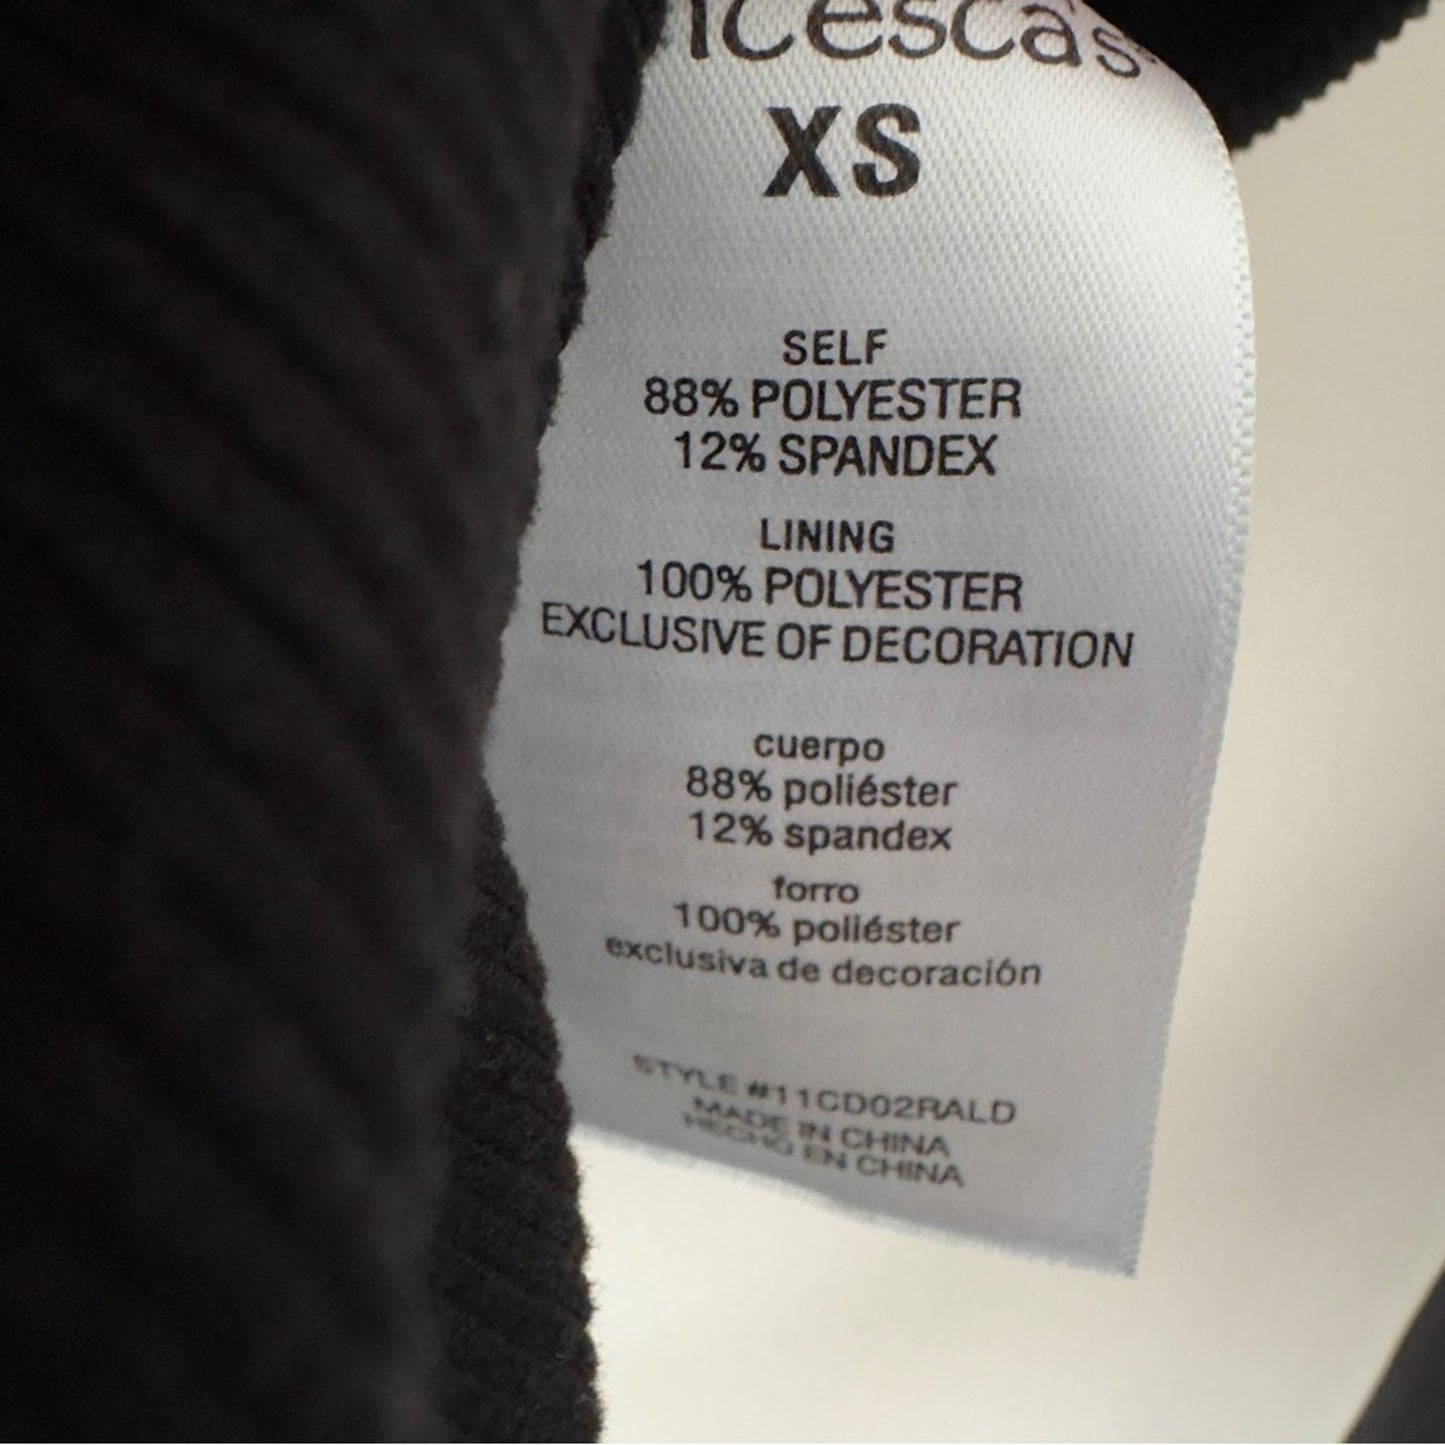 ncesca's
XS
SELF
88% POLYESTER
12% SPANDEX
LINING
100% POLYESTER
EXCLUSIVE OF DECORATION
cuerpo
88% poliéster
12% spandex
forro
100% poliéster
exclusiva de decoración
STYLE #11CD02RALD
MADE IN CHINA
HECHO EN CHINA